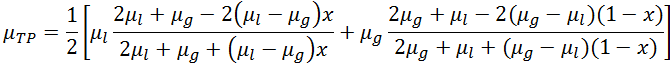 μ_TP = 1/2 [ μ_l (2μ_l + μ_g − 2(μ_l − μ_g)x) / (2μ_l + μ_g + (μ_l − μ_g)x) + μ_g (2μ_g + μ_l − 2(μ_g − μ_l)(1 − x)) / (2μ_g + μ_l + (μ_g − μ_l)(1 − x)) ]